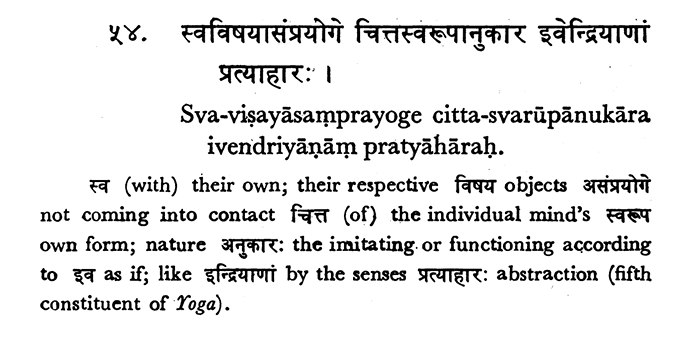 ५४. स्वविषयासंप्रयोगे चित्तस्वरूपानुकार इवेन्द्रियाणां
प्रत्याहारः ।
Sva-viṣayāsaṃprayoge citta-svarūpānukāra
ivendriyāṇāṃ pratyāhāraḥ.
स्व (with) their own; their respective विषय objects असंप्रयोगे
not coming into contact चित्त (of) the individual mind's स्वरूप
own form; nature अनुकारः the imitating or functioning according
to इव as if; like इन्द्रियाणां by the senses प्रत्याहारः abstraction (fifth
constituent of Yoga).